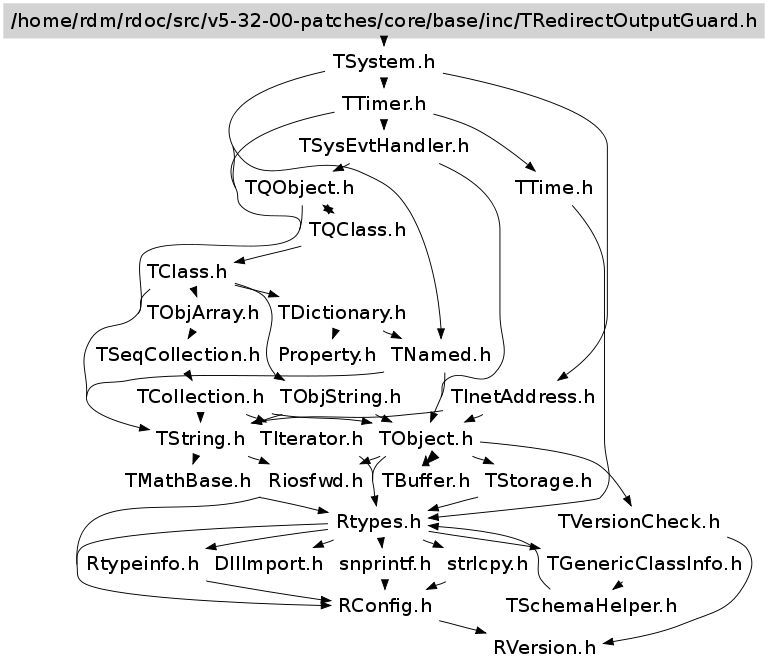 /home/rdm/rdoc/src/v5-32-00-patches/core/base/inc/TRedirectOutputGuard.h
TSystem.h
TTimer.h
TSysEvtHandler.h
TQObject.h
TTime.h
TQClass.h
TClass.h
TObjArray.h
TDictionary.h
TSeqCollection.h
Property.h
TNamed.h
TCollection.h
TObjString.h
TInetAddress.h
TString.h
TIterator.h
TObject.h
TMathBase.h
Riosfwd.h
TBuffer.h
TStorage.h
Rtypes.h
TVersionCheck.h
Rtypeinfo.h
DllImport.h
snprintf.h
strlcpy.h
TGenericClassInfo.h
RConfig.h
TSchemaHelper.h
RVersion.h